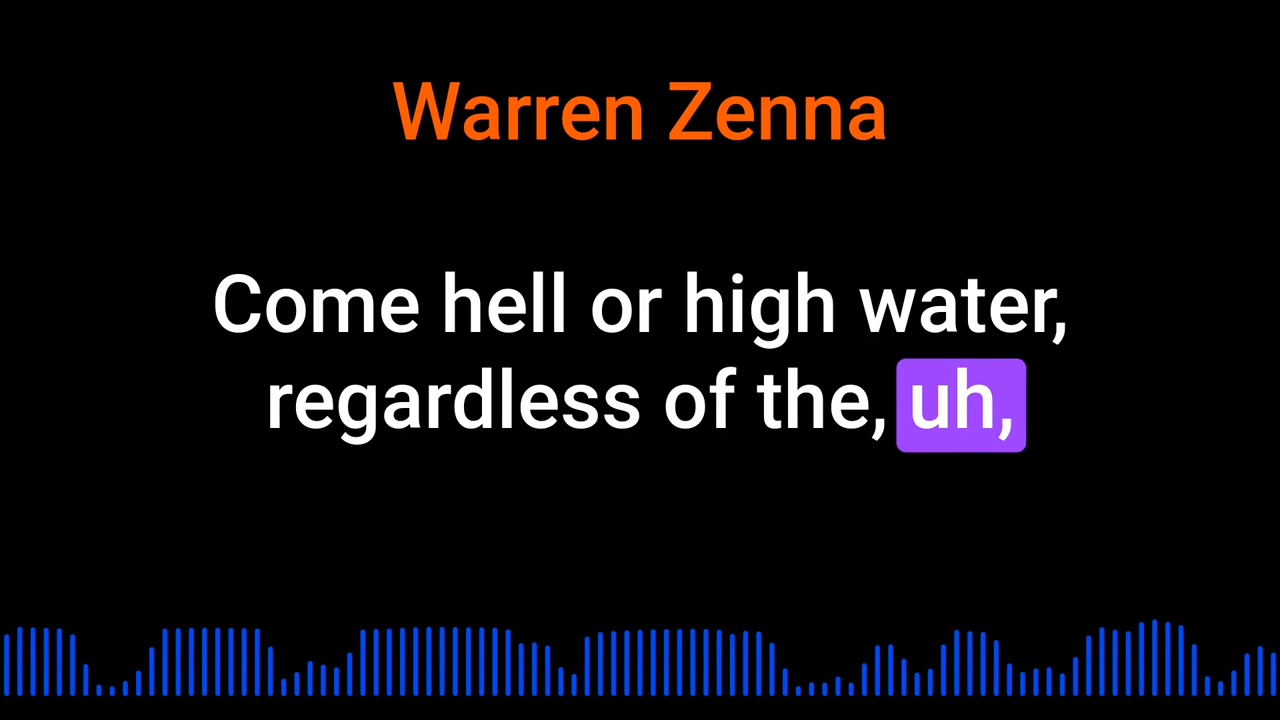 Warren Zenna
Come hell or high water,
regardless of the, uh,